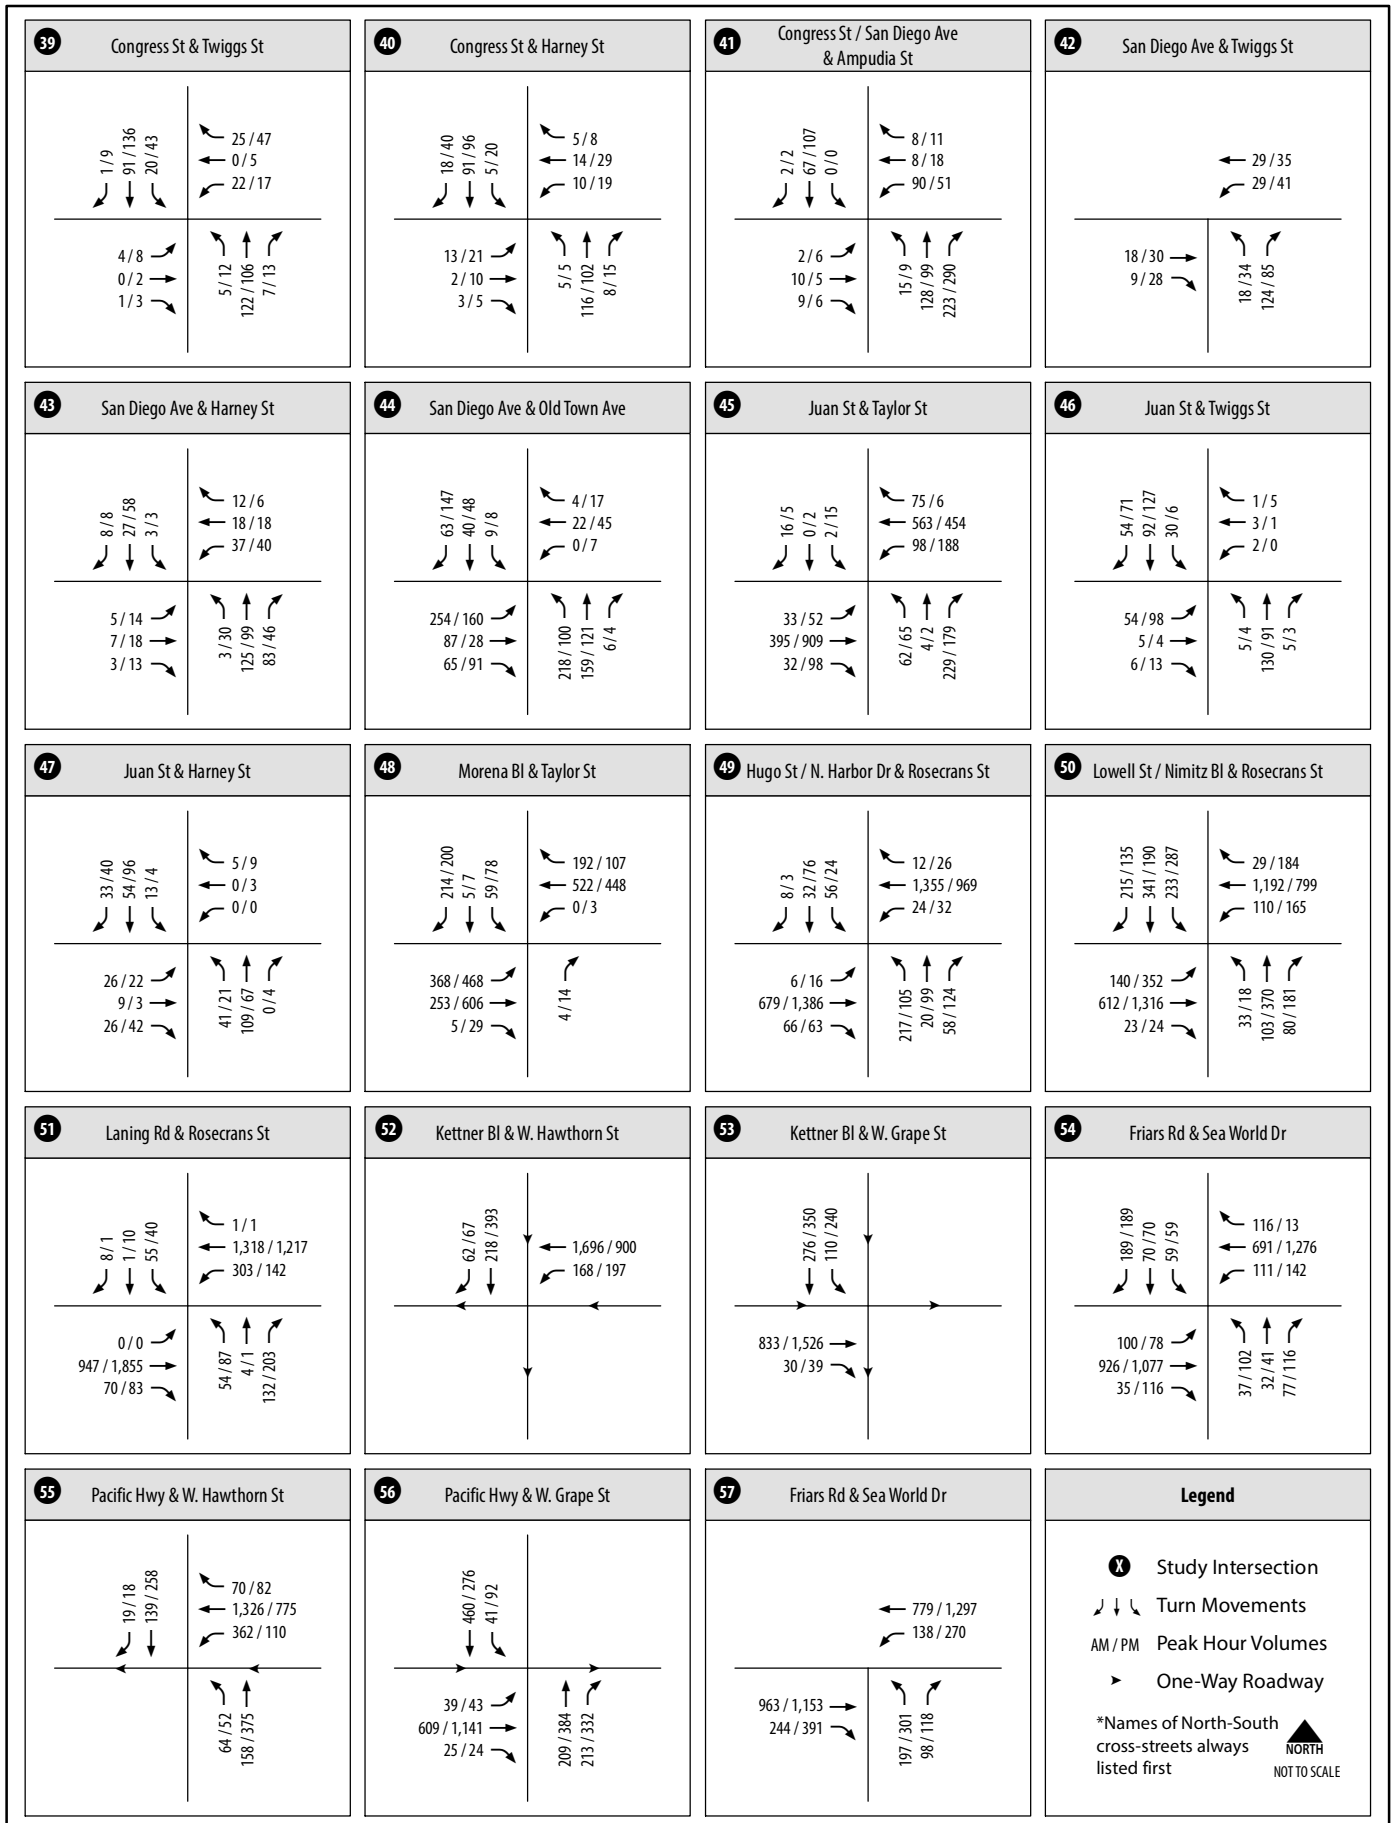 39
Congress St & Twiggs St
1 / 9
91 / 136
20 / 43
25 / 47
0 / 5
22 / 17
4 / 8
0 / 2
1 / 3
5 / 12
122 / 106
7 / 13
40
Congress St & Harney St
18 / 40
91 / 96
5 / 20
5 / 8
14 / 29
10 / 19
13 / 21
2 / 10
3 / 5
5 / 5
116 / 102
8 / 15
41
Congress St / San Diego Ave
& Ampudia St
2 / 2
67 / 107
0 / 0
8 / 11
8 / 18
90 / 51
2 / 6
10 / 5
9 / 6
15 / 9
128 / 99
223 / 290
42
San Diego Ave & Twiggs St
29 / 35
29 / 41
18 / 30
9 / 28
18 / 34
124 / 85
43
San Diego Ave & Harney St
8 / 8
27 / 58
3 / 3
12 / 6
18 / 18
37 / 40
5 / 14
7 / 18
3 / 13
3 / 30
125 / 99
83 / 46
44
San Diego Ave & Old Town Ave
63 / 147
40 / 48
9 / 8
4 / 17
22 / 45
0 / 7
254 / 160
87 / 28
65 / 91
218 / 100
159 / 121
6 / 4
45
Juan St & Taylor St
16 / 5
0 / 2
2 / 15
75 / 6
563 / 454
98 / 188
33 / 52
395 / 909
32 / 98
62 / 65
4 / 2
229 / 179
46
Juan St & Twiggs St
54 / 71
92 / 127
30 / 6
1 / 5
3 / 1
2 / 0
54 / 98
5 / 4
6 / 13
5 / 4
130 / 91
5 / 3
47
Juan St & Harney St
33 / 40
54 / 96
13 / 4
5 / 9
0 / 3
0 / 0
26 / 22
9 / 3
26 / 42
41 / 21
109 / 67
0 / 4
48
Morena Bl & Taylor St
214 / 200
5 / 7
59 / 78
192 / 107
522 / 448
0 / 3
368 / 468
253 / 606
5 / 29
4 / 14
49
Hugo St / N. Harbor Dr & Rosecrans St
8 / 3
32 / 76
56 / 24
12 / 26
1,355 / 969
24 / 32
6 / 16
679 / 1,386
66 / 63
217 / 105
20 / 99
58 / 124
50
Lowell St / Nimitz Bl & Rosecrans St
215 / 135
341 / 190
233 / 287
29 / 184
1,192 / 799
110 / 165
140 / 352
612 / 1,316
23 / 24
33 / 18
103 / 370
80 / 181
51
Laning Rd & Rosecrans St
8 / 1
1 / 10
55 / 40
1 / 1
1,318 / 1,217
303 / 142
0 / 0
947 / 1,855
70 / 83
54 / 87
4 / 1
132 / 203
52
Kettner Bl & W. Hawthorn St
62 / 67
218 / 393
1,696 / 900
168 / 197
53
Kettner Bl & W. Grape St
276 / 350
110 / 240
833 / 1,526
30 / 39
54
Friars Rd & Sea World Dr
189 / 189
70 / 70
59 / 59
116 / 13
691 / 1,276
111 / 142
100 / 78
926 / 1,077
35 / 116
37 / 102
32 / 41
77 / 116
55
Pacific Hwy & W. Hawthorn St
19 / 18
139 / 258
70 / 82
1,326 / 775
362 / 110
64 / 52
158 / 375
56
Pacific Hwy & W. Grape St
460 / 276
41 / 92
39 / 43
609 / 1,141
25 / 24
209 / 384
213 / 332
57
Friars Rd & Sea World Dr
779 / 1,297
138 / 270
963 / 1,153
244 / 391
197 / 301
98 / 118
Legend
X Study Intersection
Turn Movements
AM / PM Peak Hour Volumes
One-Way Roadway
*Names of North-South
cross-streets always
listed first
NORTH
NOT TO SCALE